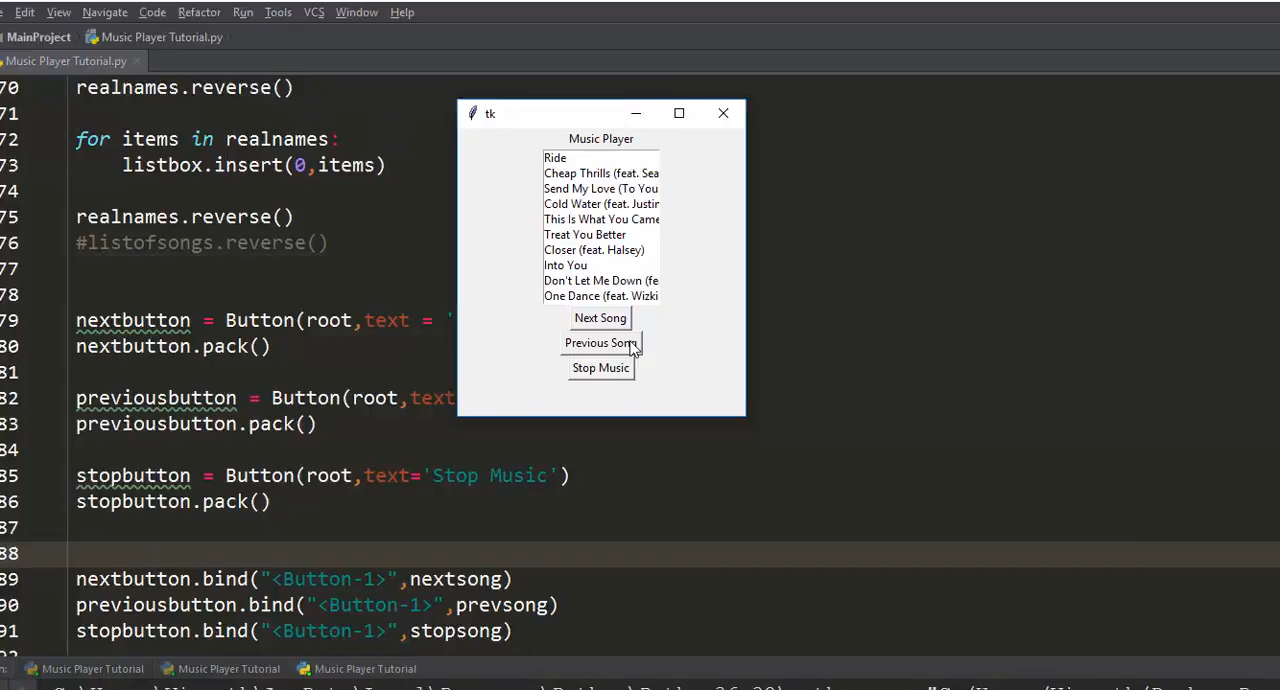 Edit View Navigate Code Refactor Run Tools VCS Window Help
MainProject Music Player Tutorial.py
Music Player Tutorial.py
70 realnames.reverse()
71
72 for items in realnames:
73 listbox.insert(0,items)
74
75 realnames.reverse()
76 #listofsongs.reverse()
77
78
79 nextbutton = Button(root,text = '
80 nextbutton.pack()
81
82 previousbutton = Button(root,text
83 previousbutton.pack()
84
85 stopbutton = Button(root,text='Stop Music')
86 stopbutton.pack()
87
88
89 nextbutton.bind("<Button-1>",nextsong)
90 previousbutton.bind("<Button-1>",prevsong)
91 stopbutton.bind("<Button-1>",stopsong)
tk
Music Player
Ride
Cheap Thrills (feat. Sea
Send My Love (To You
Cold Water (feat. Justin
This Is What You Came
Treat You Better
Closer (feat. Halsey)
Into You
Don't Let Me Down (fe
One Dance (feat. Wizki
Next Song
Previous Song
Stop Music
Music Player Tutorial Music Player Tutorial Music Player Tutorial